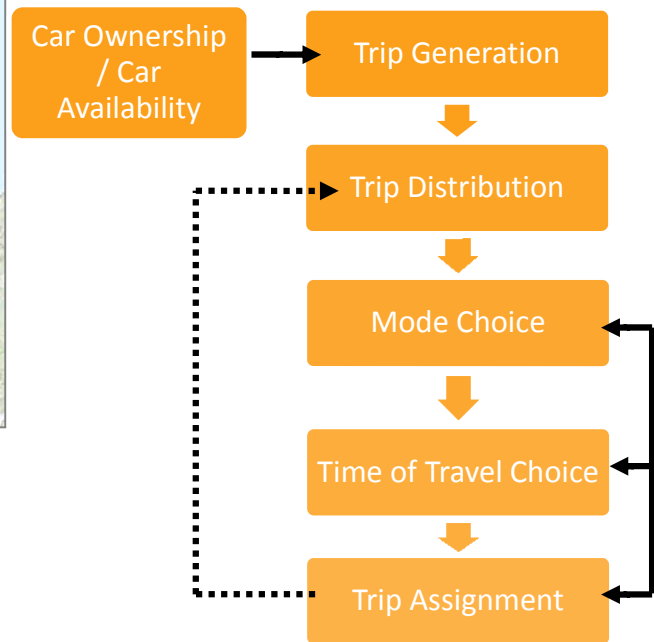 Car Ownership
/ Car
Availability
Trip Generation
Trip Distribution
Mode Choice
Time of Travel Choice
Trip Assignment